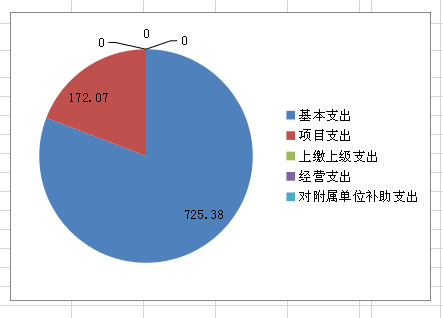 0
0
0
172.07
725.38
基本支出
项目支出
上缴上级支出
经营支出
对附属单位补助支出